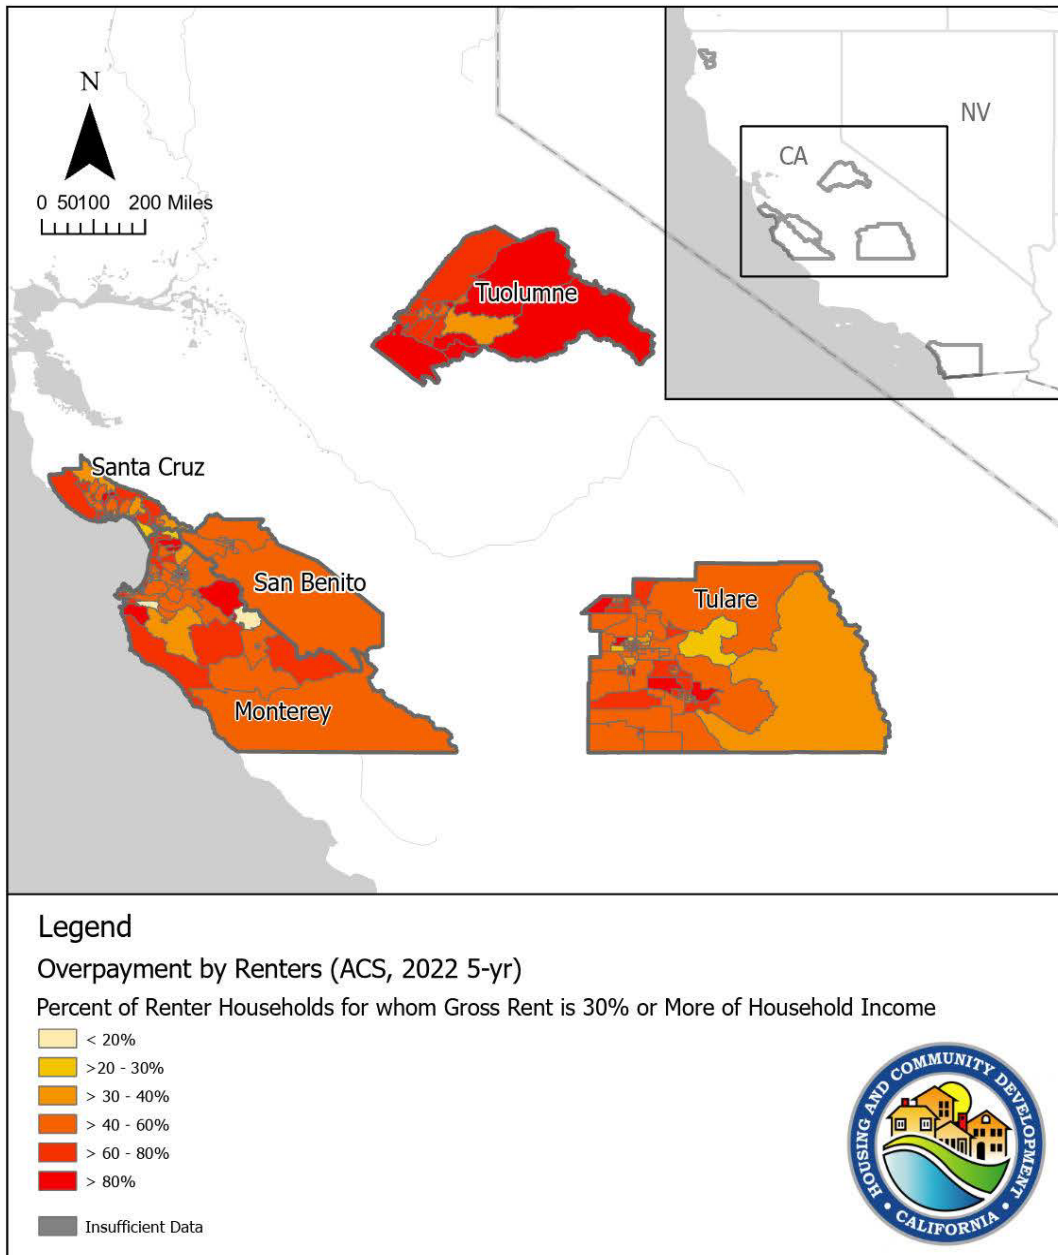 N
0 50100 200 Miles
NV
CA
Tuolumne
Santa Cruz
San Benito
Tulare
Monterey
Legend
Overpayment by Renters (ACS, 2022 5-yr)
Percent of Renter Households for whom Gross Rent is 30% or More of Household Income
< 20%
>20 - 30%
> 30 - 40%
> 40 - 60%
> 60 - 80%
> 80%
Insufficient Data
HOUSING AND COMMUNITY DEVELOPMENT
• CALIFORNIA •